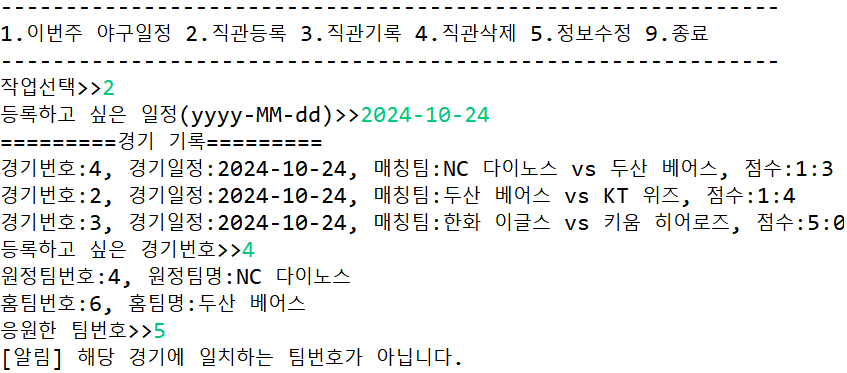 ------------------------------------------------------------
1.이번주 야구일정 2.직관등록 3.직관기록 4.직관삭제 5.정보수정 9.종료
------------------------------------------------------------
작업선택>>2
등록하고 싶은 일정(yyyy-MM-dd)>>2024-10-24
=========경기 기록=========
경기번호:4, 경기일정:2024-10-24, 매칭팀:NC 다이노스 vs 두산 베어스, 점수:1:3
경기번호:2, 경기일정:2024-10-24, 매칭팀:두산 베어스 vs KT 위즈, 점수:1:4
경기번호:3, 경기일정:2024-10-24, 매칭팀:한화 이글스 vs 키움 히어로즈, 점수:5:0
등록하고 싶은 경기번호>>4
원정팀번호:4, 원정팀명:NC 다이노스
홈팀번호:6, 홈팀명:두산 베어스
응원한 팀번호>>5
[알림] 해당 경기에 일치하는 팀번호가 아닙니다.